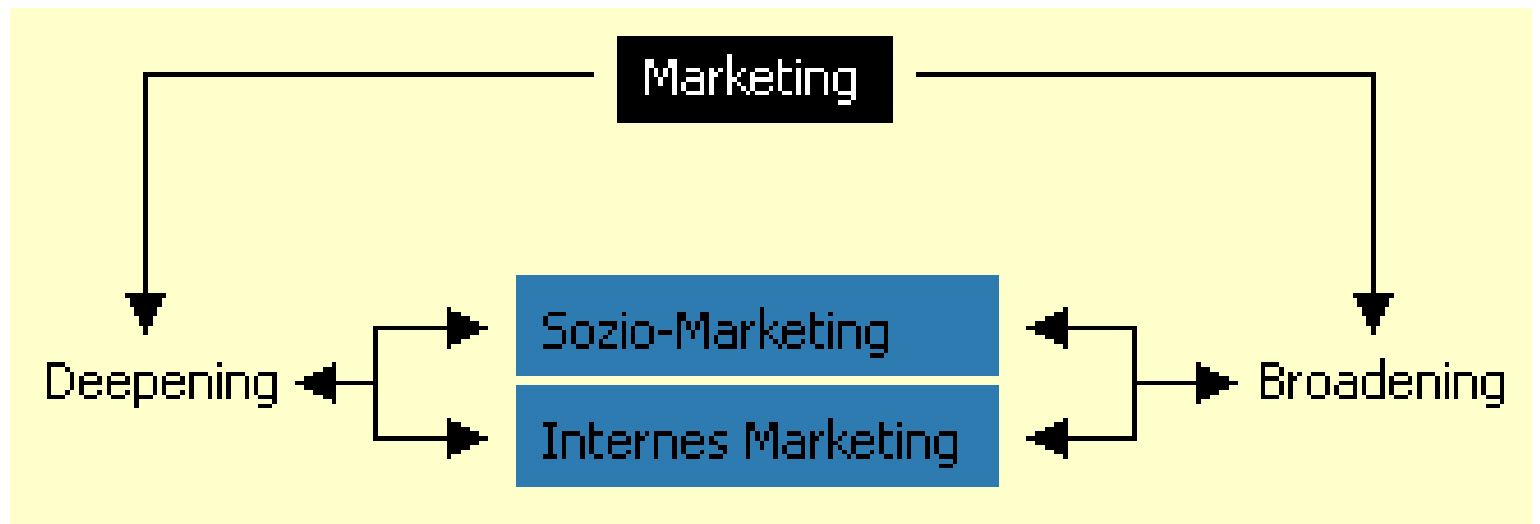 Marketing
Sozio-Marketing
Deepening
Broadening
Internes Marketing